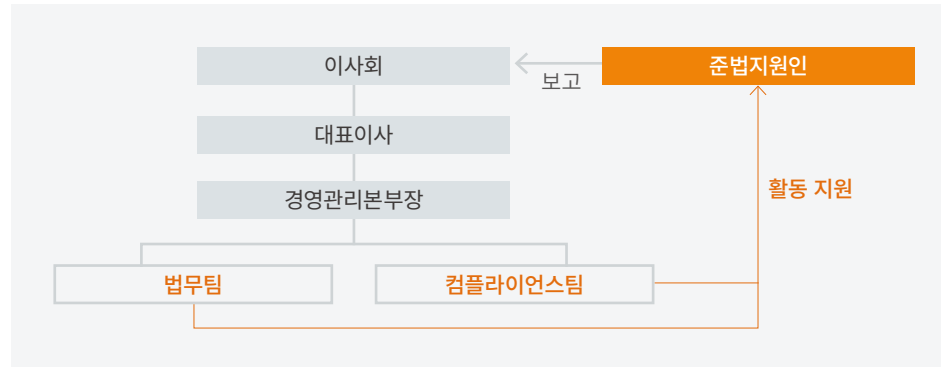 이사회
보고
준법지원인
대표이사
활동 지원
경영관리본부장
법무팀
컴플라이언스팀